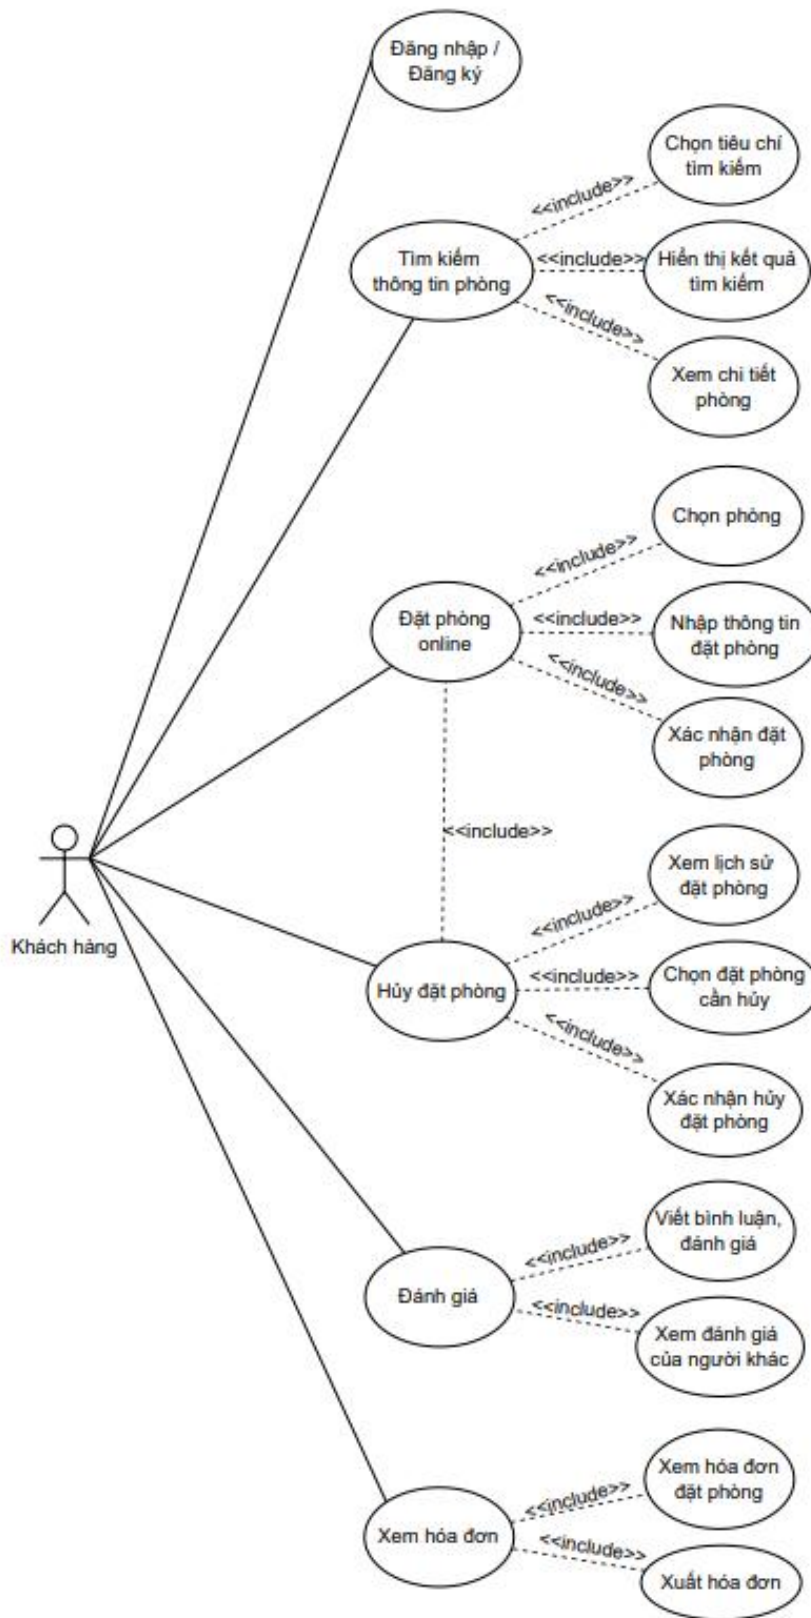 Đăng nhập /
Đăng ký
Chọn tiêu chí
tìm kiếm
<<include>>
Tìm kiếm
thông tin phòng
<<include>>
Hiển thị kết quả
tìm kiếm
<<include>>
Xem chi tiết
phòng
Chọn phòng
<<include>>
Đặt phòng
online
<<include>>
Nhập thông tin
đặt phòng
<<include>>
Xác nhận đặt
phòng
<<include>>
Khách hàng
Xem lịch sử
đặt phòng
<<include>>
Hủy đặt phòng
<<include>>
Chọn đặt phòng
cần hủy
<<include>>
Xác nhận hủy
đặt phòng
Viết bình luận,
đánh giá
<<include>>
Đánh giá
<<include>>
Xem đánh giá
của người khác
Xem hóa đơn
đặt phòng
<<include>>
Xem hóa đơn
<<include>>
Xuất hóa đơn